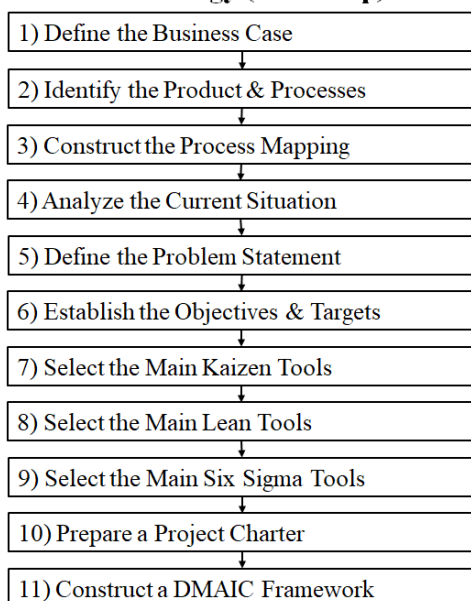 1) Define the Business Case
2) Identify the Product & Processes
3) Construct the Process Mapping
4) Analyze the Current Situation
5) Define the Problem Statement
6) Establish the Objectives & Targets
7) Select the Main Kaizen Tools
8) Select the Main Lean Tools
9) Select the Main Six Sigma Tools
10) Prepare a Project Charter
11) Construct a DMAIC Framework